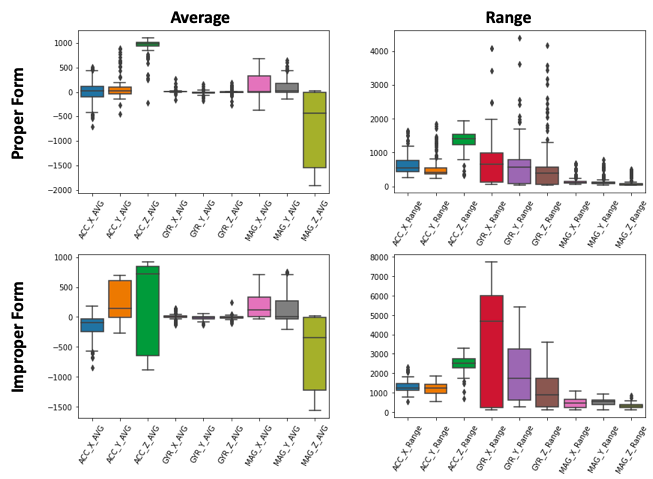 Average
Range
Proper Form
1000
500
0
−500
−1000
−1500
−2000
ACC_X_AVG
ACC_Y_AVG
ACC_Z_AVG
GYR_X_AVG
GYR_Y_AVG
GYR_Z_AVG
MAG_X_AVG
MAG_Y_AVG
MAG_Z_AVG
4000
3000
2000
1000
0
ACC_X_Range
ACC_Y_Range
ACC_Z_Range
GYR_X_Range
GYR_Y_Range
GYR_Z_Range
MAG_X_Range
MAG_Y_Range
MAG_Z_Range
Improper Form
1000
500
0
−500
−1000
−1500
ACC_X_AVG
ACC_Y_AVG
ACC_Z_AVG
GYR_X_AVG
GYR_Y_AVG
GYR_Z_AVG
MAG_X_AVG
MAG_Y_AVG
MAG_Z_AVG
8000
7000
6000
5000
4000
3000
2000
1000
0
ACC_X_Range
ACC_Y_Range
ACC_Z_Range
GYR_X_Range
GYR_Y_Range
GYR_Z_Range
MAG_X_Range
MAG_Y_Range
MAG_Z_Range